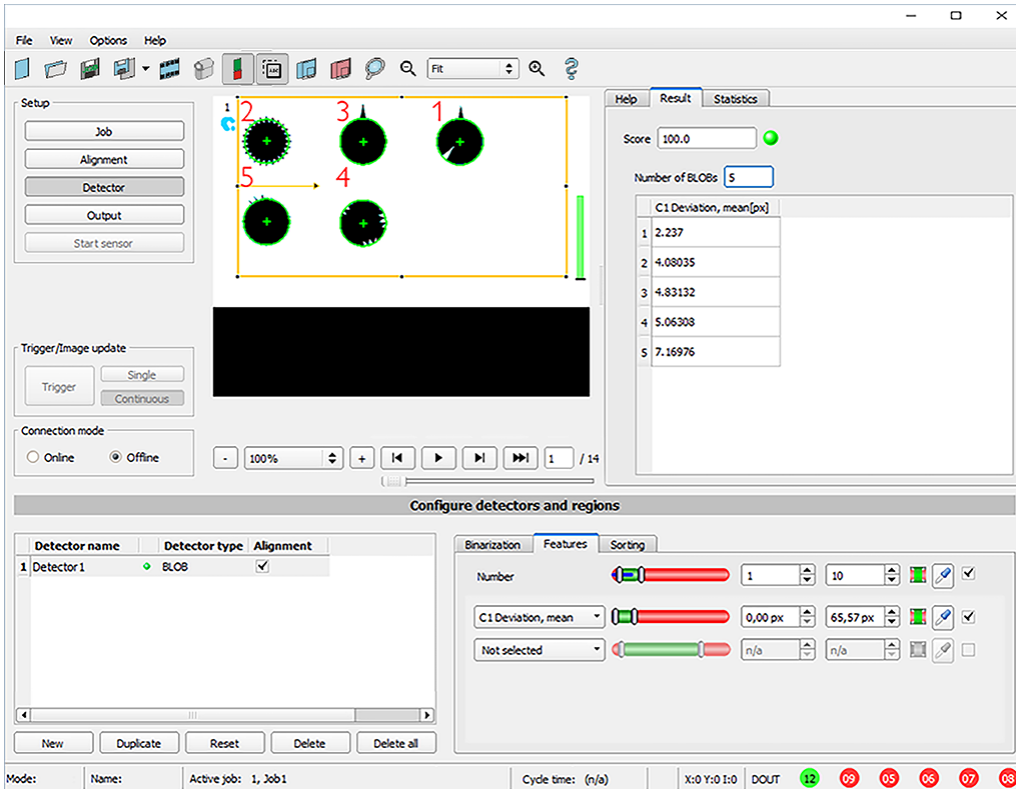 File View Options Help
Fit
Setup
Job
Alignment
Detector
Output
Start sensor
Trigger/Image update
Trigger
Single
Continuous
Connection mode
Online
Offline
1
2
3
1
5
4
- 100% + 1 / 14
Help Result Statistics
Score 100.0
Number of BLOBs 5
C1 Deviation, mean[px]
1 2.237
2 4.08035
3 4.83132
4 5.06308
5 7.16976
Configure detectors and regions
Detector name Detector type Alignment
1 Detector1 BLOB
New Duplicate Reset Delete Delete all
Binarization Features Sorting
Number 1 10
C1 Deviation, mean 0,00 px 65,57 px
Not selected n/a n/a
Mode: Name: Active job: 1, Job1 Cycle time: (n/a) X:0 Y:0 I:0 DOUT 12 09 05 06 07 08